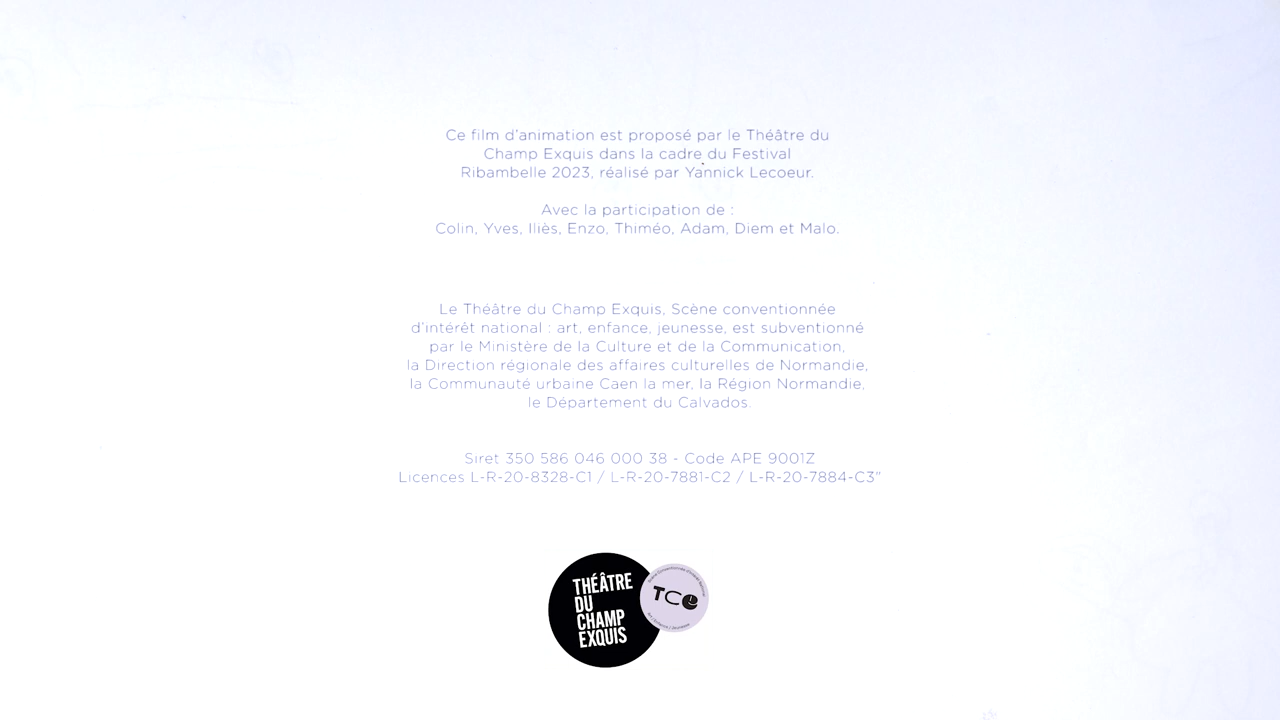 Ce film d'animation est proposé par le Théâtre du
Champ Exquis dans la cadre du Festival
Ribambelle 2023, réalisé par Yannick Lecoeur.
Avec la participation de :
Colin, Yves, Iliès, Enzo, Thiméo, Adam, Diem et Malo.
Le Théâtre du Champ Exquis, Scène conventionnée
d'intérêt national : art, enfance, jeunesse, est subventionné
par le Ministère de la Culture et de la Communication,
la Direction régionale des affaires culturelles de Normandie,
la Communauté urbaine Caen la mer, la Région Normandie,
le Département du Calvados.
Siret 350 586 046 000 38 - Code APE 9001Z
Licences L-R-20-8328-C1 / L-R-20-7881-C2 / L-R-20-7884-C3"
THÉÂTRE
DU
CHAMP
EXQUIS
TCe